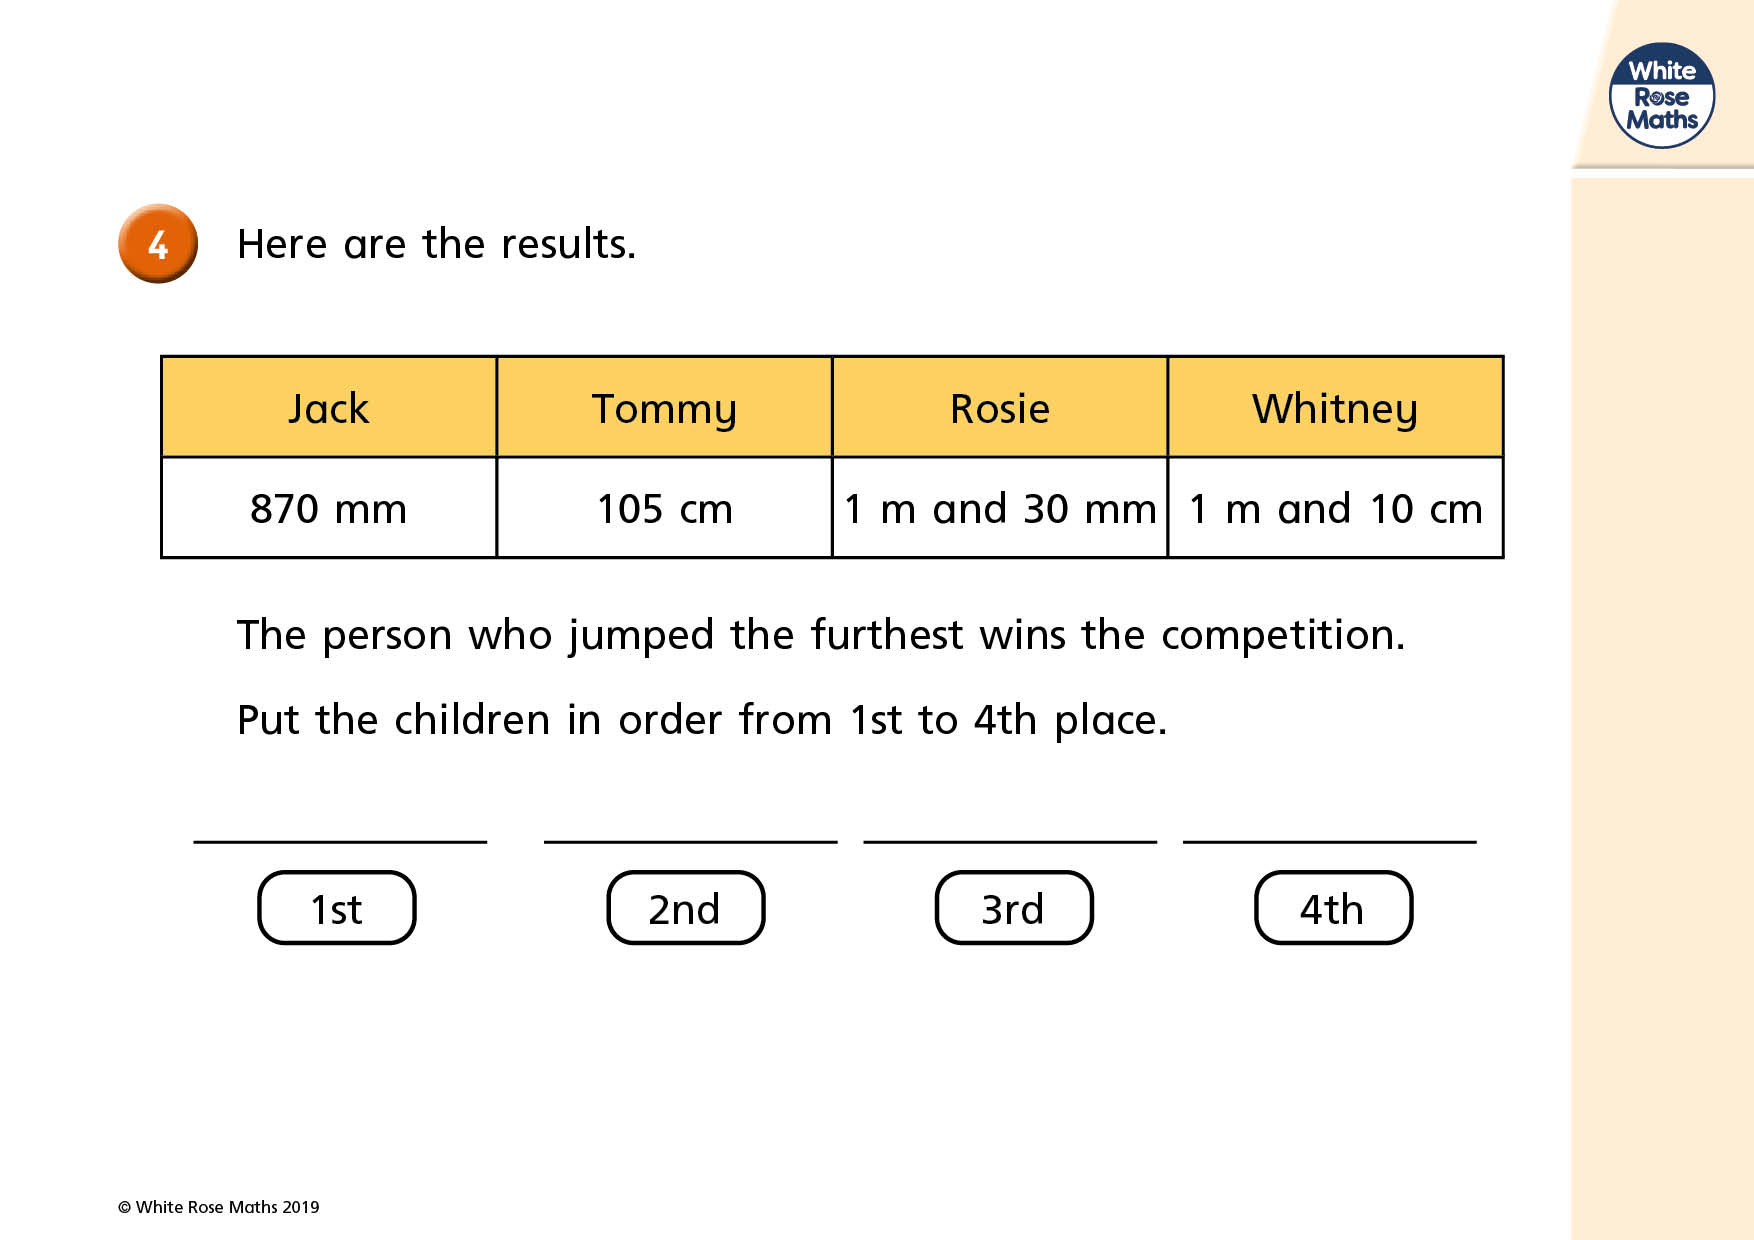 White
Rose
Maths
4 Here are the results.
Jack Tommy Rosie Whitney
870 mm 105 cm 1 m and 30 mm 1 m and 10 cm
The person who jumped the furthest wins the competition.
Put the children in order from 1st to 4th place.
1st 2nd 3rd 4th
© White Rose Maths 2019